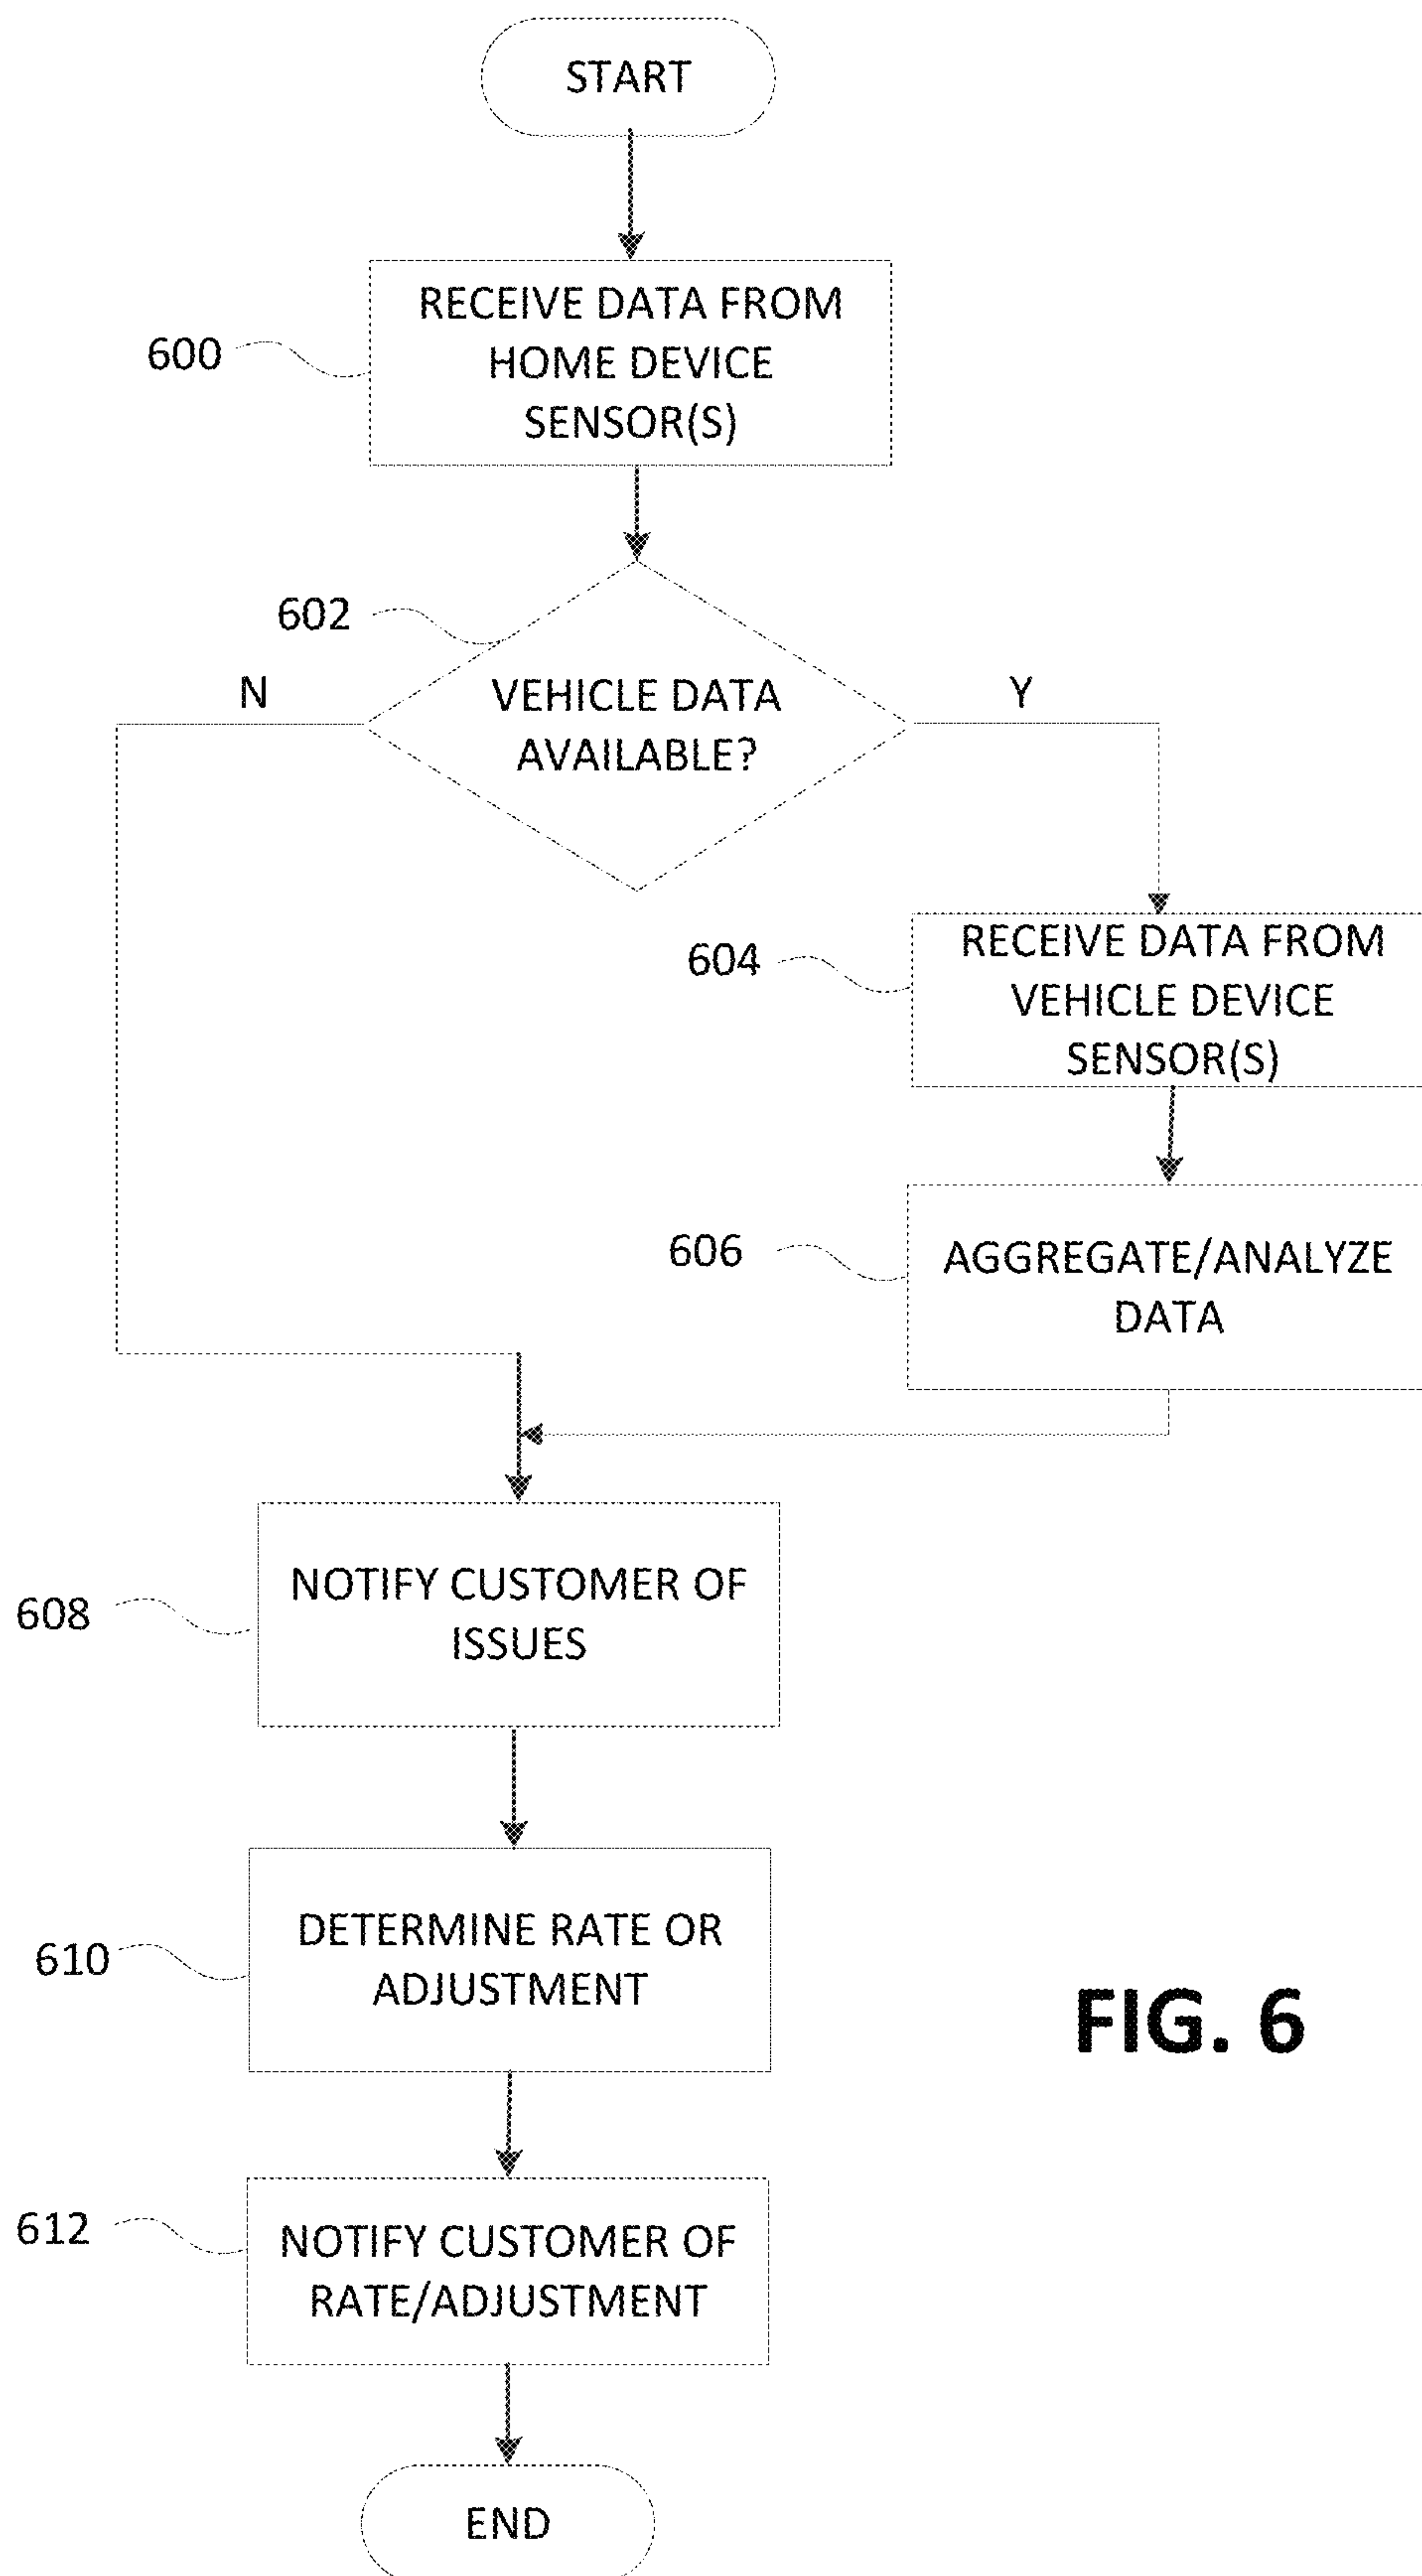 START
RECEIVE DATA FROM
HOME DEVICE
SENSOR(S)
600
602
N
VEHICLE DATA
AVAILABLE?
Y
604
RECEIVE DATA FROM
VEHICLE DEVICE
SENSOR(S)
606
AGGREGATE/ANALYZE
DATA
NOTIFY CUSTOMER OF
ISSUES
608
DETERMINE RATE OR
ADJUSTMENT
610
FIG. 6
612
NOTIFY CUSTOMER OF
RATE/ADJUSTMENT
END